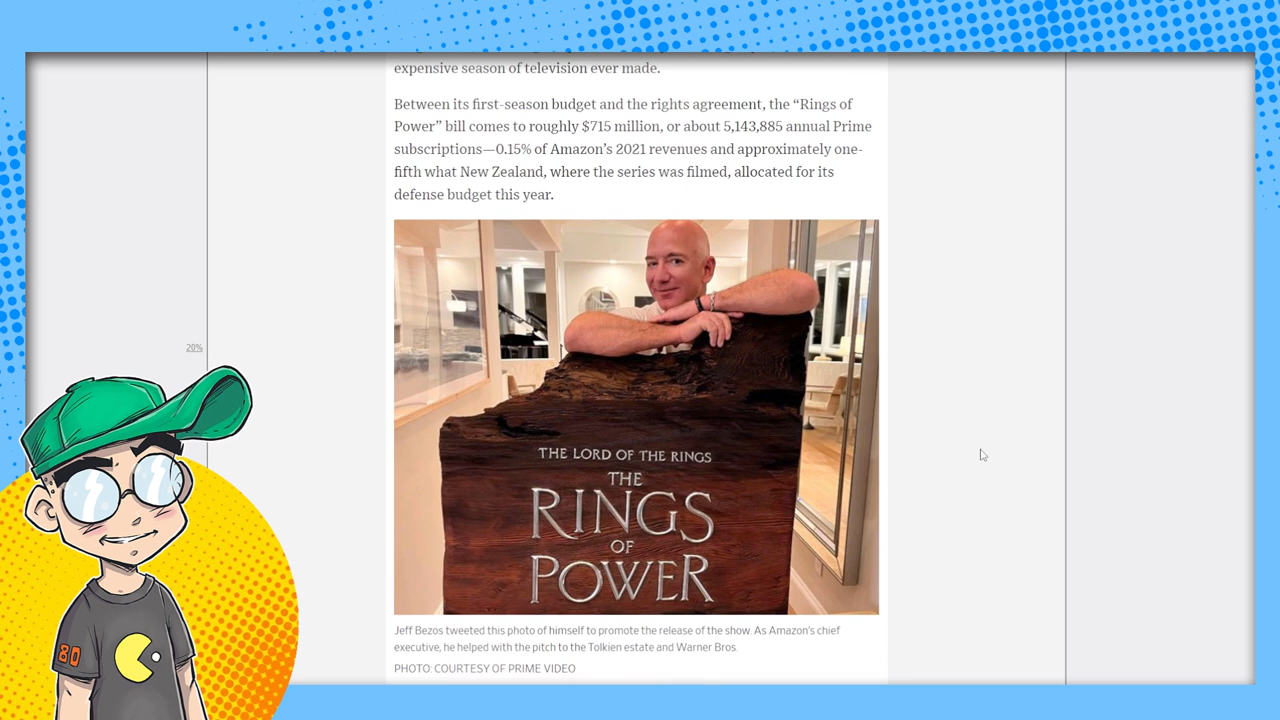 expensive season of television ever made.
Between its first-season budget and the rights agreement, the “Rings of
Power” bill comes to roughly $715 million, or about 5,143,885 annual Prime
subscriptions—0.15% of Amazon’s 2021 revenues and approximately one-
fifth what New Zealand, where the series was filmed, allocated for its
defense budget this year.
20%
THE LORD OF THE RINGS
THE
RINGS
OF
POWER
80
Jeff Bezos tweeted this photo of himself to promote the release of the show. As Amazon’s chief
executive, he helped with the pitch to the Tolkien estate and Warner Bros.
PHOTO: COURTESY OF PRIME VIDEO